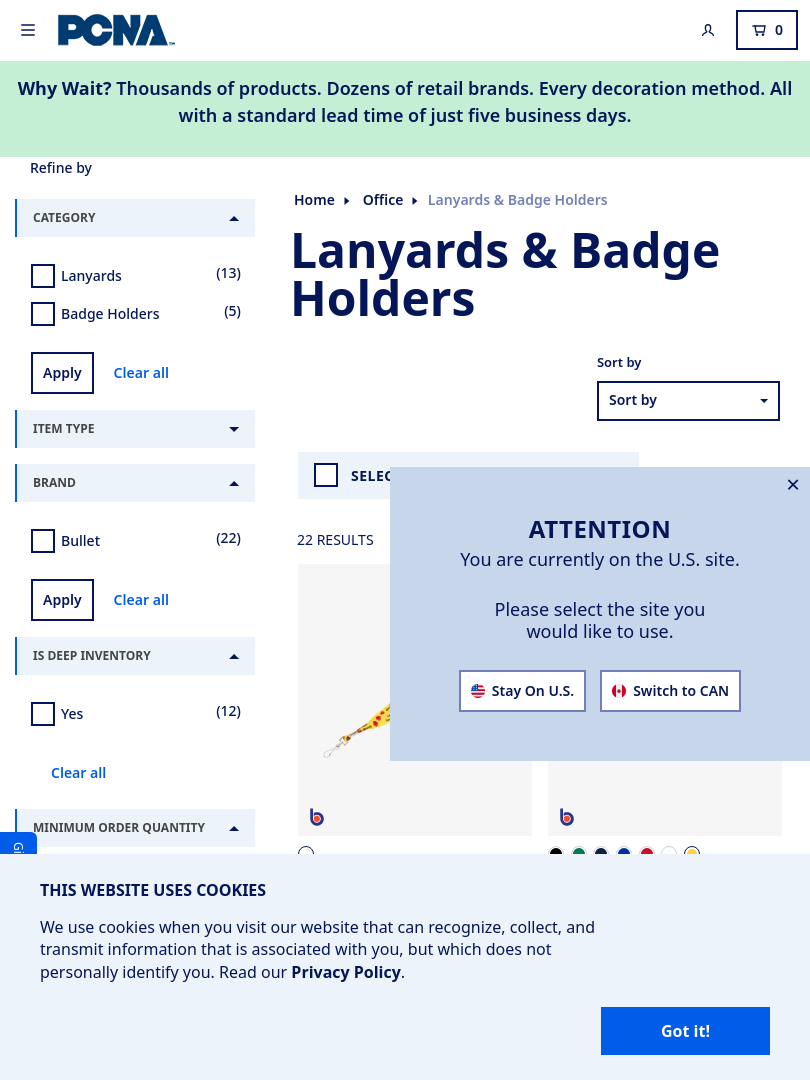 PCNA
0
Why Wait? Thousands of products. Dozens of retail brands. Every decoration method. All
with a standard lead time of just five business days.
Refine by
CATEGORY
Lanyards (13)
Badge Holders (5)
Apply Clear all
ITEM TYPE
BRAND
Bullet (22)
Apply Clear all
IS DEEP INVENTORY
Yes (12)
Clear all
MINIMUM ORDER QUANTITY
Home Office Lanyards & Badge Holders
Lanyards & Badge
Holders
Sort by
Sort by
22 RESULTS
ATTENTION
You are currently on the U.S. site.
Please select the site you
would like to use.
Stay On U.S. Switch to CAN
THIS WEBSITE USES COOKIES
We use cookies when you visit our website that can recognize, collect, and
transmit information that is associated with you, but which does not
personally identify you. Read our Privacy Policy.
Got it!